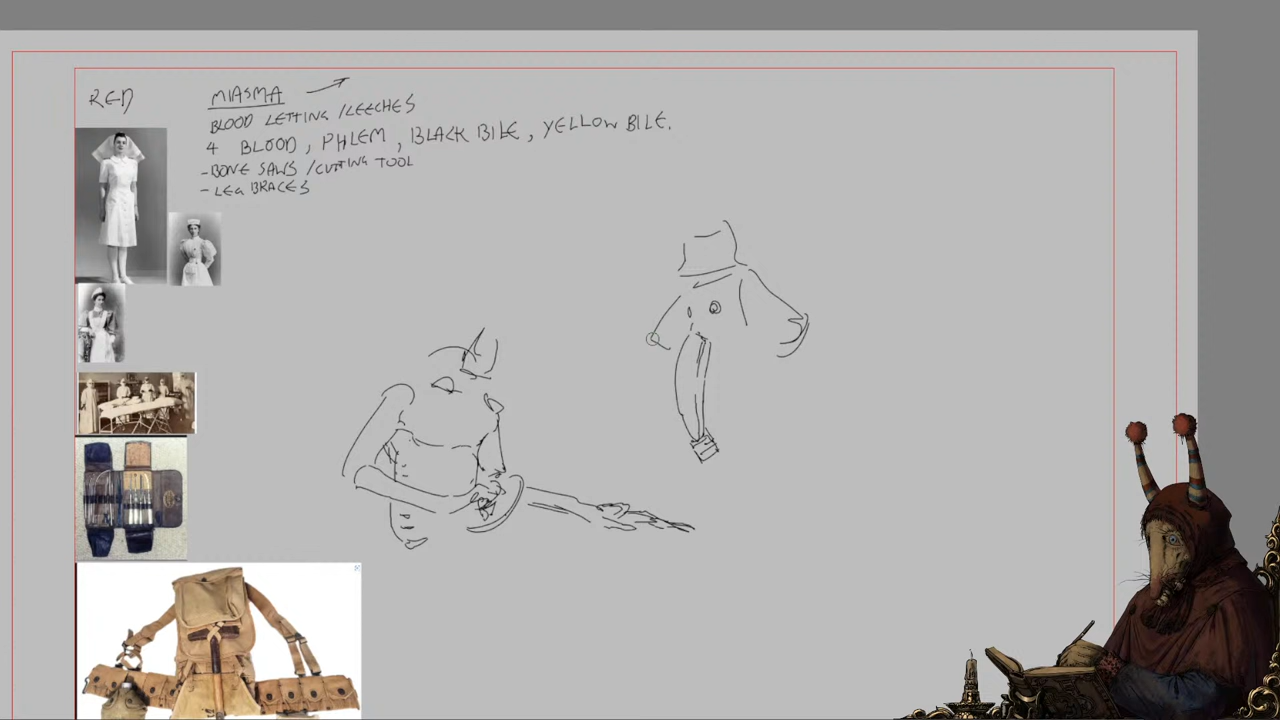 RED
MIASMA
BLOOD LETTING / LEECHES
4 BLOOD, PHLEM, BLACK BILE, YELLOW BILE.
- BONE SAWS / CUTTING TOOL
- LEG BRACES